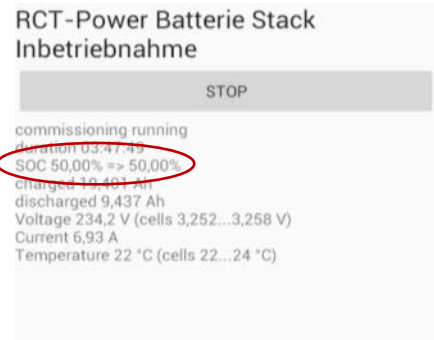 RCT-Power Batterie Stack
Inbetriebnahme
STOP
commissioning running
duration 03:47:49
SOC 50,00% => 50,00%
charged 19,401 Ah
discharged 9,437 Ah
Voltage 234,2 V (cells 3,252...3,258 V)
Current 6,93 A
Temperature 22 °C (cells 22...24 °C)